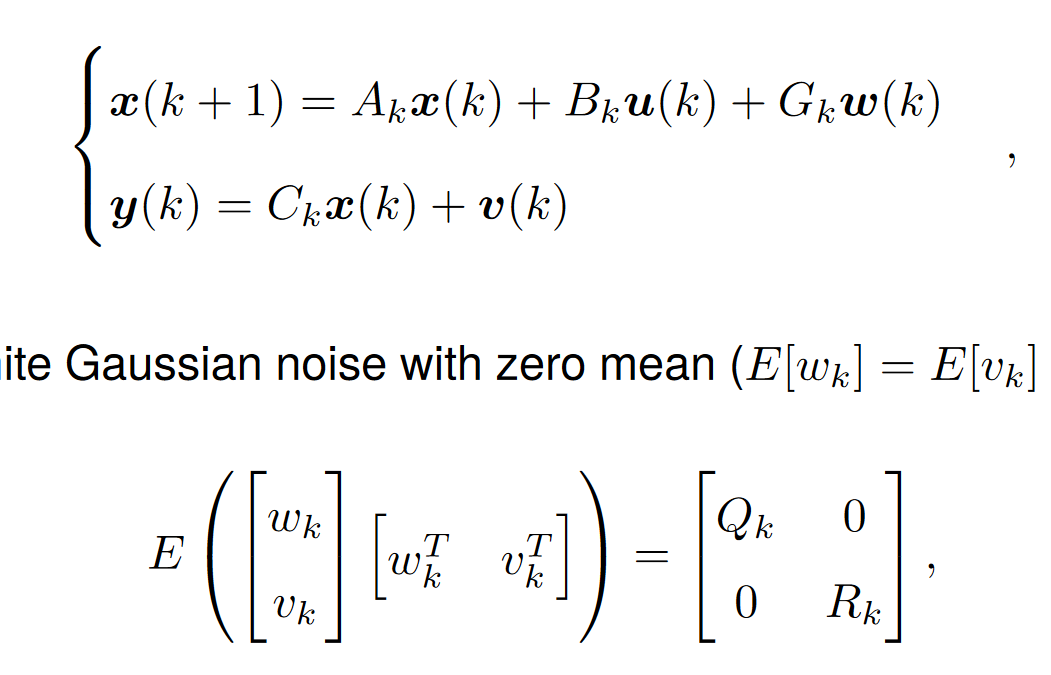 x(k + 1) = A_k x(k) + B_k u(k) + G_k w(k)
,
y(k) = C_k x(k) + v(k)
Gaussian noise with zero mean (E[w_k] = E[v_k]
E ( [ w_k ; v_k ] [ w_k^T v_k^T ] ) = [ Q_k 0 ; 0 R_k ] ,